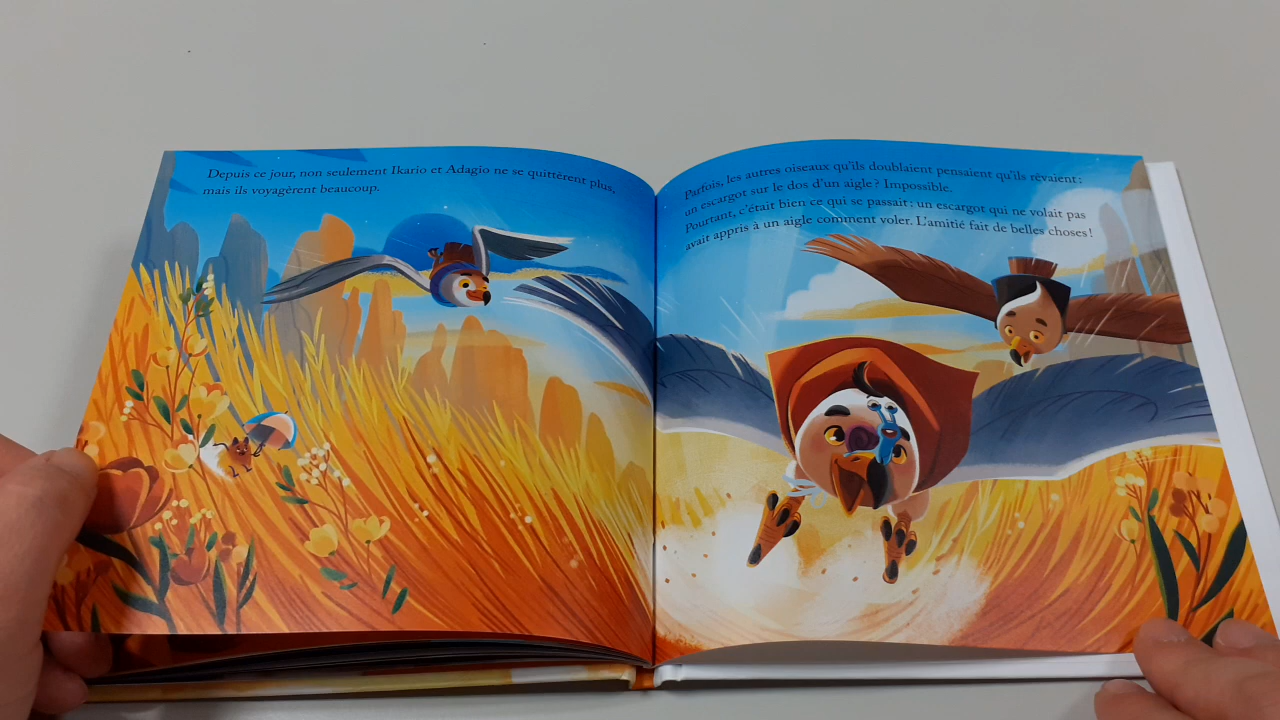 Depuis ce jour, non seulement Ikario et Adagio ne se quittèrent plus,
mais ils voyagèrent beaucoup.
Parfois, les autres oiseaux qu'ils doublaient pensaient qu'ils rêvaient :
un escargot sur le dos d'un aigle ? Impossible.
Pourtant, c'était bien ce qui se passait : un escargot qui ne volait pas
avait appris à un aigle comment voler. L'amitié fait de belles choses !